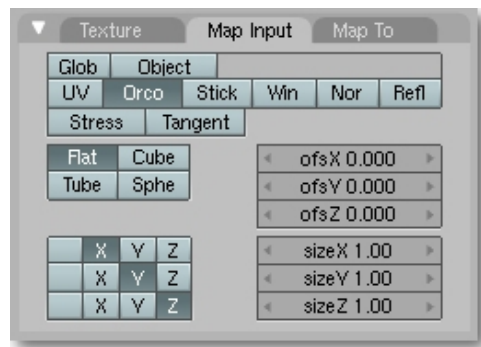 Texture Map Input Map To
Glob Object
UV Orco Stick Win Nor Refl
Stress Tangent
Flat Cube
Tube Sphe
ofsX 0.000
ofsY 0.000
ofsZ 0.000
X Y Z
X Y Z
X Y Z
sizeX 1.00
sizeY 1.00
sizeZ 1.00